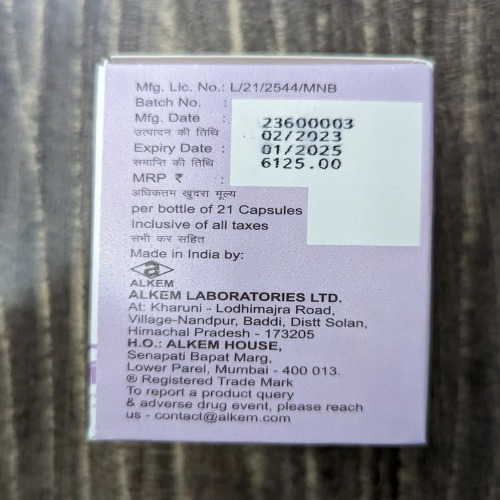 Mfg. Lic. No.: L/21/2544/MNB
Batch No. : 23600003
Mfg. Date : 02/2023
उत्पादन की तिथि
Expiry Date : 01/2025
समाप्ति की तिथि
MRP ₹ : 6125.00
अधिकतम खुदरा मूल्य
per bottle of 21 Capsules
Inclusive of all taxes
सभी कर सहित
Made in India by:
a
ALKEM
ALKEM LABORATORIES LTD.
At: Kharuni - Lodhimajra Road,
Village-Nandpur, Baddi, Distt Solan,
Himachal Pradesh - 173205
H.O.: ALKEM HOUSE,
Senapati Bapat Marg,
Lower Parel, Mumbai - 400 013.
® Registered Trade Mark
To report a product query
& adverse drug event, please reach
us - contact@alkem.com